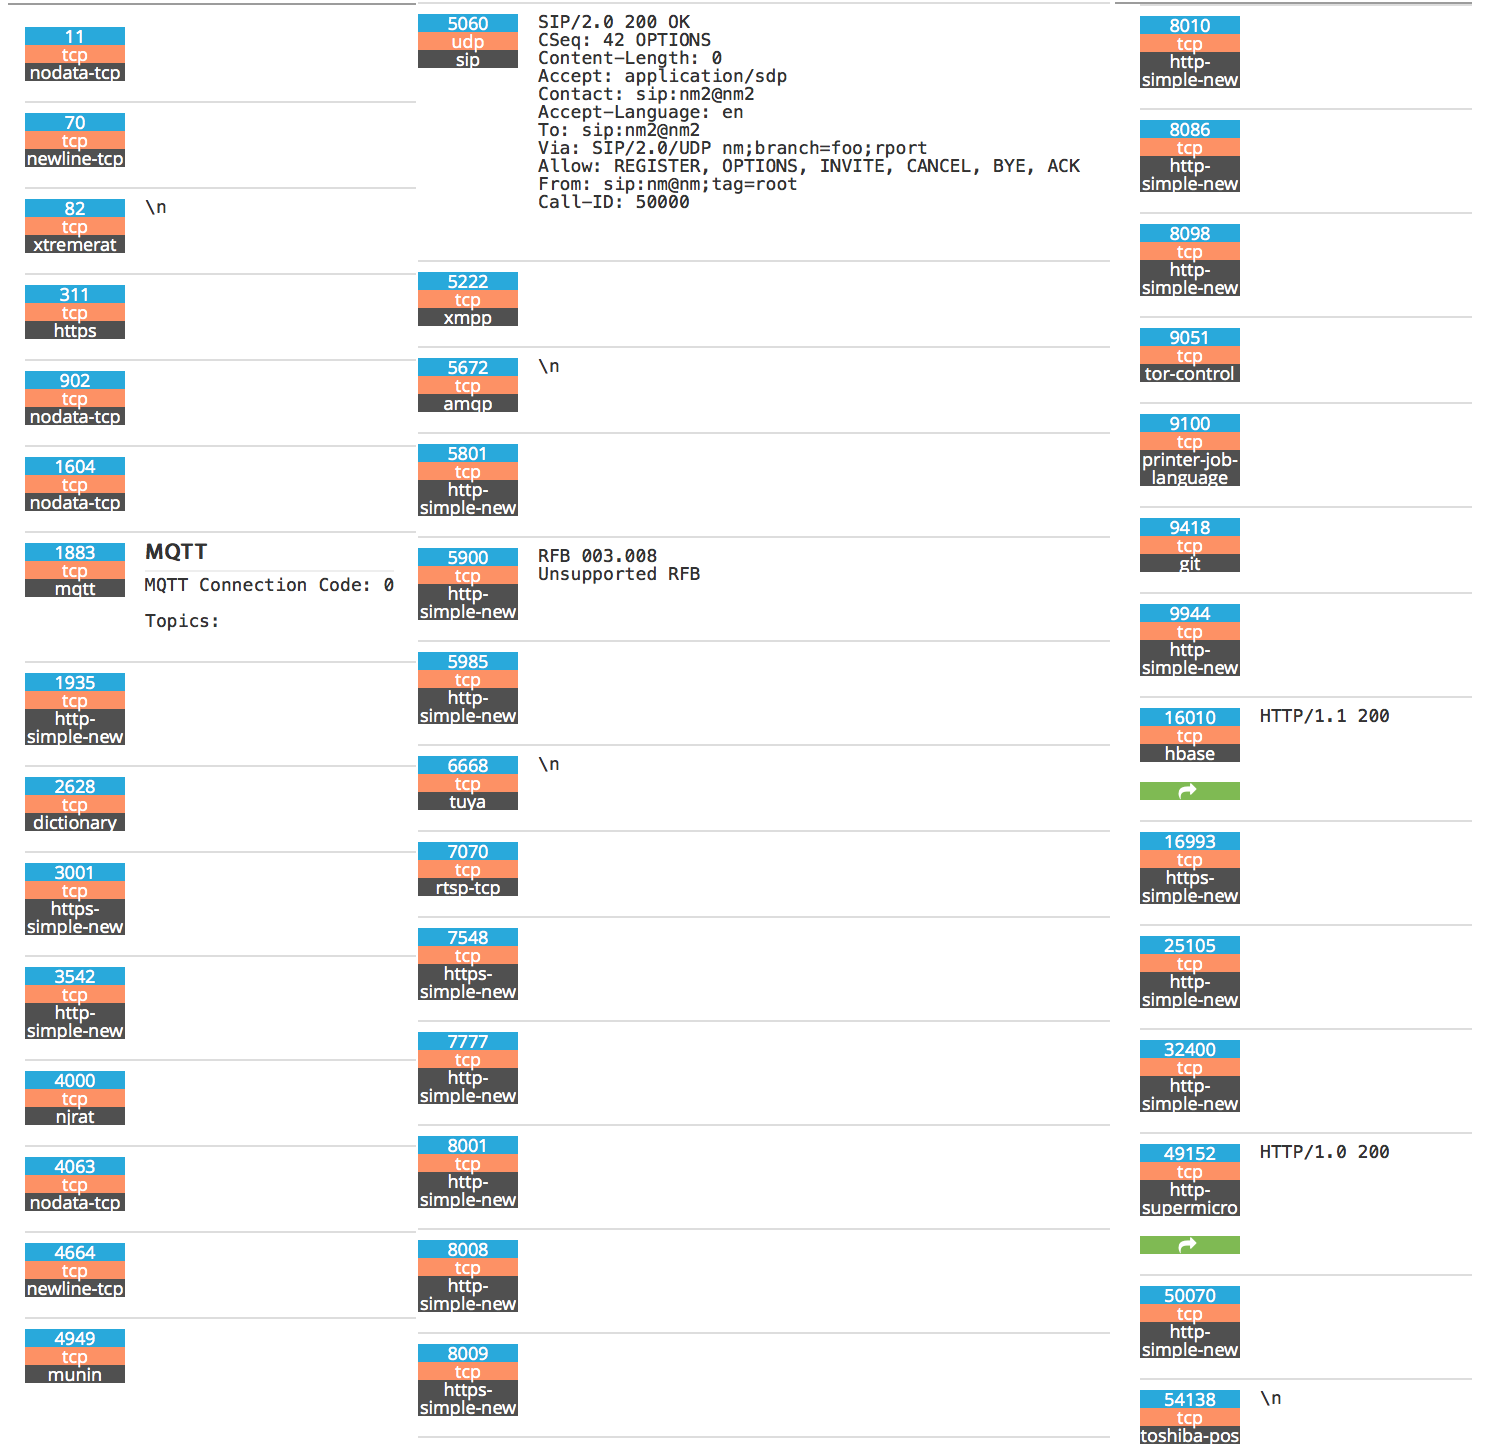 11
tcp
nodata-tcp
70
tcp
newline-tcp
82
tcp
xtremerat
\n
311
tcp
https
902
tcp
nodata-tcp
1604
tcp
nodata-tcp
1883
tcp
mqtt
MQTT
MQTT Connection Code: 0
Topics:
1935
tcp
http-
simple-new
2628
tcp
dictionary
3001
tcp
https-
simple-new
3542
tcp
http-
simple-new
4000
tcp
njrat
4063
tcp
nodata-tcp
4664
tcp
newline-tcp
4949
tcp
munin
5060
udp
sip
SIP/2.0 200 OK
CSeq: 42 OPTIONS
Content-Length: 0
Accept: application/sdp
Contact: sip:nm2@nm2
Accept-Language: en
To: sip:nm2@nm2
Via: SIP/2.0/UDP nm;branch=foo;rport
Allow: REGISTER, OPTIONS, INVITE, CANCEL, BYE, ACK
From: sip:nm@nm;tag=root
Call-ID: 50000
5222
tcp
xmpp
5672
tcp
amqp
\n
5801
tcp
http-
simple-new
5900
tcp
http-
simple-new
RFB 003.008
Unsupported RFB
5985
tcp
http-
simple-new
6668
tcp
tuya
\n
7070
tcp
rtsp-tcp
7548
tcp
https-
simple-new
7777
tcp
http-
simple-new
8001
tcp
http-
simple-new
8008
tcp
http-
simple-new
8009
tcp
https-
simple-new
8010
tcp
http-
simple-new
8086
tcp
http-
simple-new
8098
tcp
http-
simple-new
9051
tcp
tor-control
9100
tcp
printer-job-
language
9418
tcp
git
9944
tcp
http-
simple-new
16010
tcp
hbase
HTTP/1.1 200
16993
tcp
https-
simple-new
25105
tcp
http-
simple-new
32400
tcp
http-
simple-new
49152
tcp
http-
supermicro
HTTP/1.0 200
50070
tcp
http-
simple-new
54138
tcp
toshiba-pos
\n